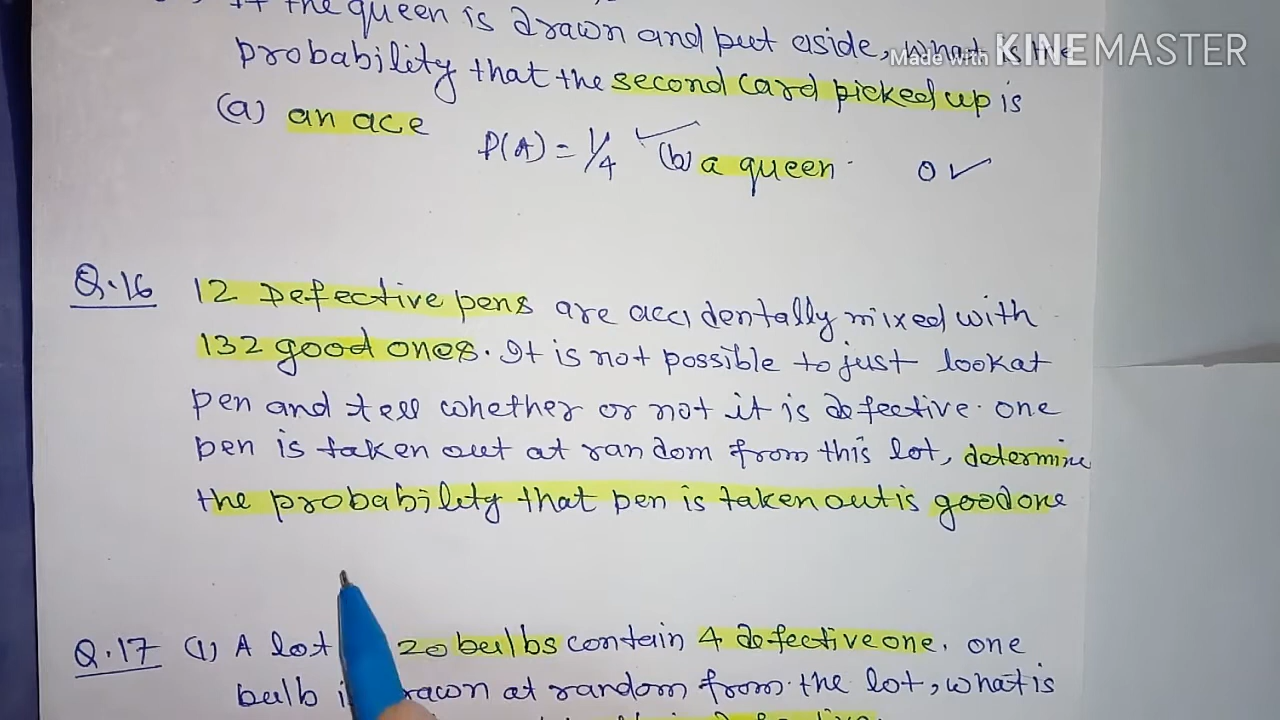 If the queen is drawn and put aside, what is the
Made with KINEMASTER
probability that the second card picked up is
(a) an ace P(A) = 1/4 ✓ (b) a queen. 0 ✓
Q.16 12 Defective pens are accidentally mixed with
132 good ones. It is not possible to just look at
pen and tell whether or not it is defective. one
pen is taken out at random from this lot, determine
the probability that pen is taken out is good one
Q.17 (1) A lot 20 bulbs contain 4 defective one. one
bulb drawn at random from the lot, what is